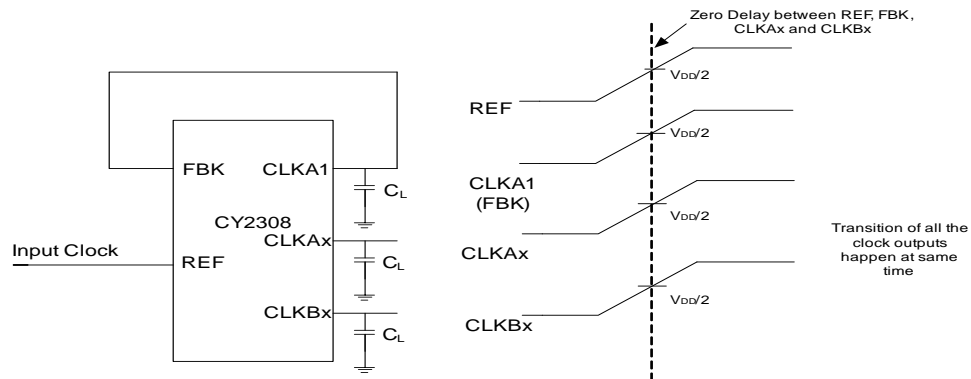 Zero Delay between REF, FBK,
CLKAx and CLKBx
VDD/2
REF
VDD/2
FBK
CLKA1
CL
CLKA1
(FBK)
CY2308
VDD/2
CLKAx
Input Clock
REF
CL
CLKAx
Transition of all the
clock outputs
happen at same
time
VDD/2
CLKBx
CL
CLKBx